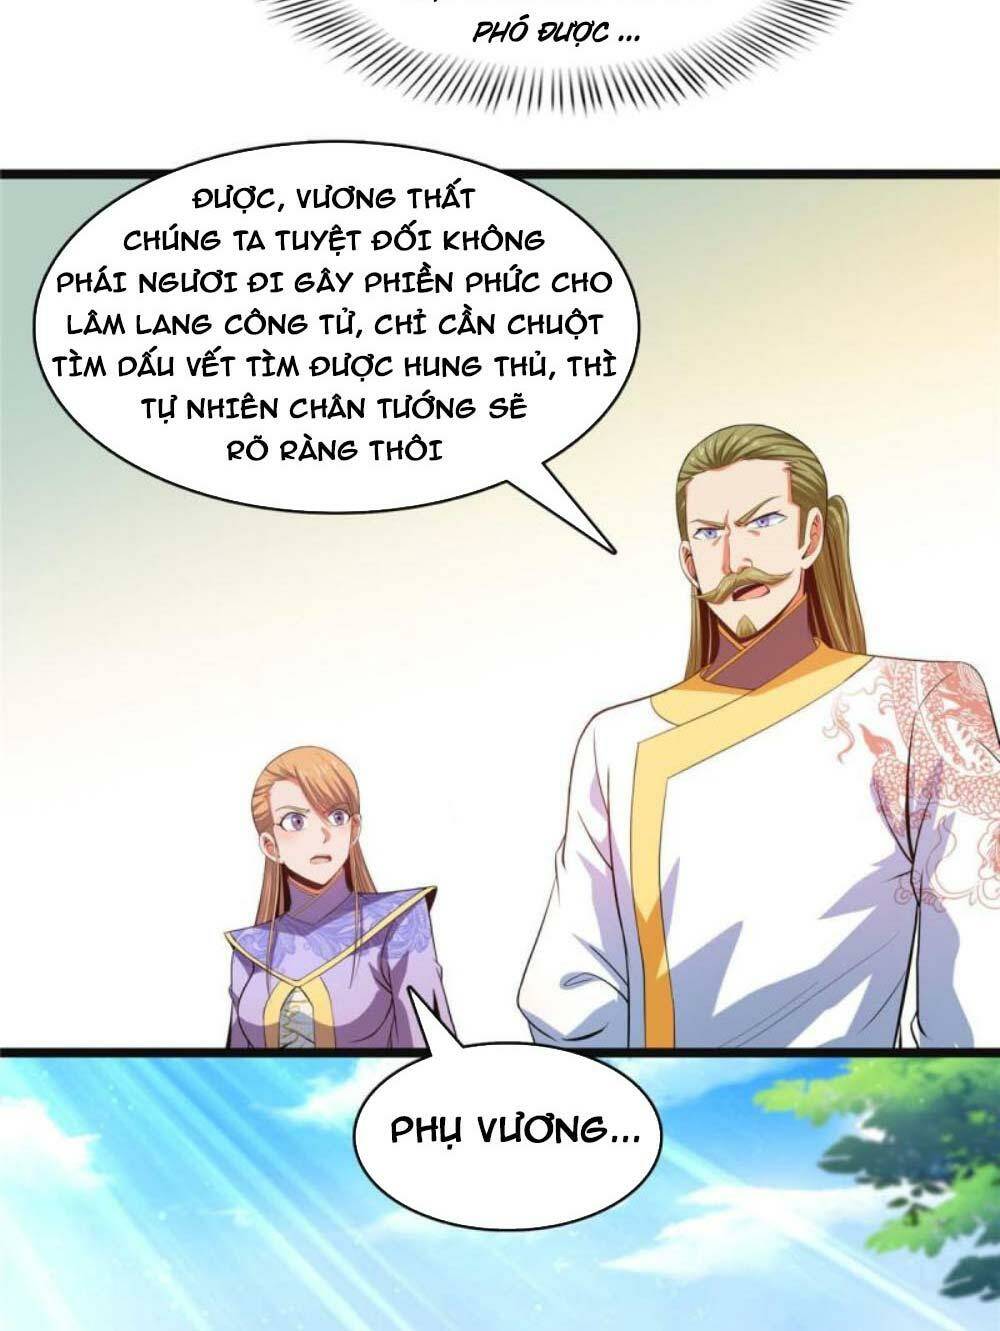 PHÓ ĐƯỢC ...
ĐƯỢC, VƯƠNG THẤT
CHÚNG TA TUYỆT ĐỐI KHÔNG
PHÁI NGƯƠI ĐI GÂY PHIỀN PHỨC CHO
LÂM LANG CÔNG TỬ, CHỈ CẦN CHUỘT
TÌM DẤU VẾT TÌM ĐƯỢC HUNG THỦ, THÌ
TỰ NHIÊN CHÂN TƯỚNG SẼ
RÕ RÀNG THÔI
PHỤ VƯƠNG...